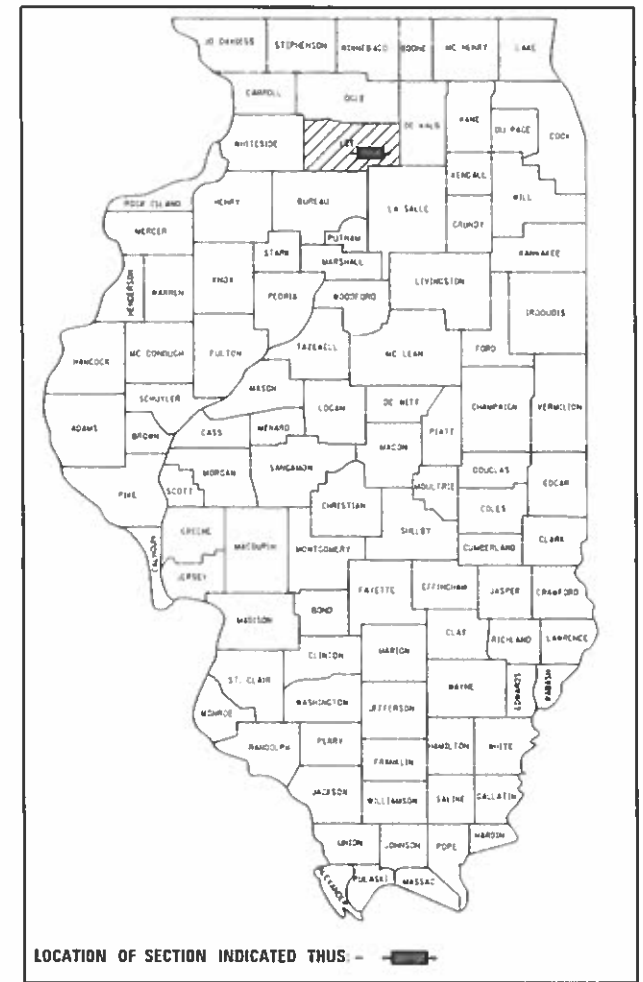 JO DAVIESS
STEPHENSON
WINNEBAGO
BOONE
MC HENRY
LAKE
CARROLL
OGLE
DE KALB
KANE
DU PAGE
COOK
WHITESIDE
LEE
KENDALL
WILL
ROCK ISLAND
HENRY
BUREAU
LA SALLE
GRUNDY
MERCER
PUTNAM
KANKAKEE
STARK
MARSHALL
LIVINGSTON
HENDERSON
WARREN
KNOX
PEORIA
WOODFORD
IROQUOIS
HANCOCK
MC DONOUGH
FULTON
TAZEWELL
MC LEAN
FORD
MASON
SCHUYLER
LOGAN
DE WITT
CHAMPAIGN
VERMILION
ADAMS
BROWN
CASS
MENARD
MACON
PIATT
PIKE
SCOTT
MORGAN
SANGAMON
MOULTRIE
DOUGLAS
EDGAR
CHRISTIAN
COLES
CALHOUN
GREENE
MACOUPIN
MONTGOMERY
SHELBY
CUMBERLAND
CLARK
JERSEY
FAYETTE
EFFINGHAM
JASPER
CRAWFORD
MADISON
BOND
CLAY
RICHLAND
LAWRENCE
CLINTON
MARION
ST. CLAIR
WAYNE
EDWARDS
WABASH
WASHINGTON
JEFFERSON
MONROE
RANDOLPH
PERRY
HAMILTON
WHITE
FRANKLIN
JACKSON
WILLIAMSON
SALINE
GALLATIN
UNION
JOHNSON
POPE
HARDIN
ALEXANDER
PULASKI
MASSAC
LOCATION OF SECTION INDICATED THUS: -